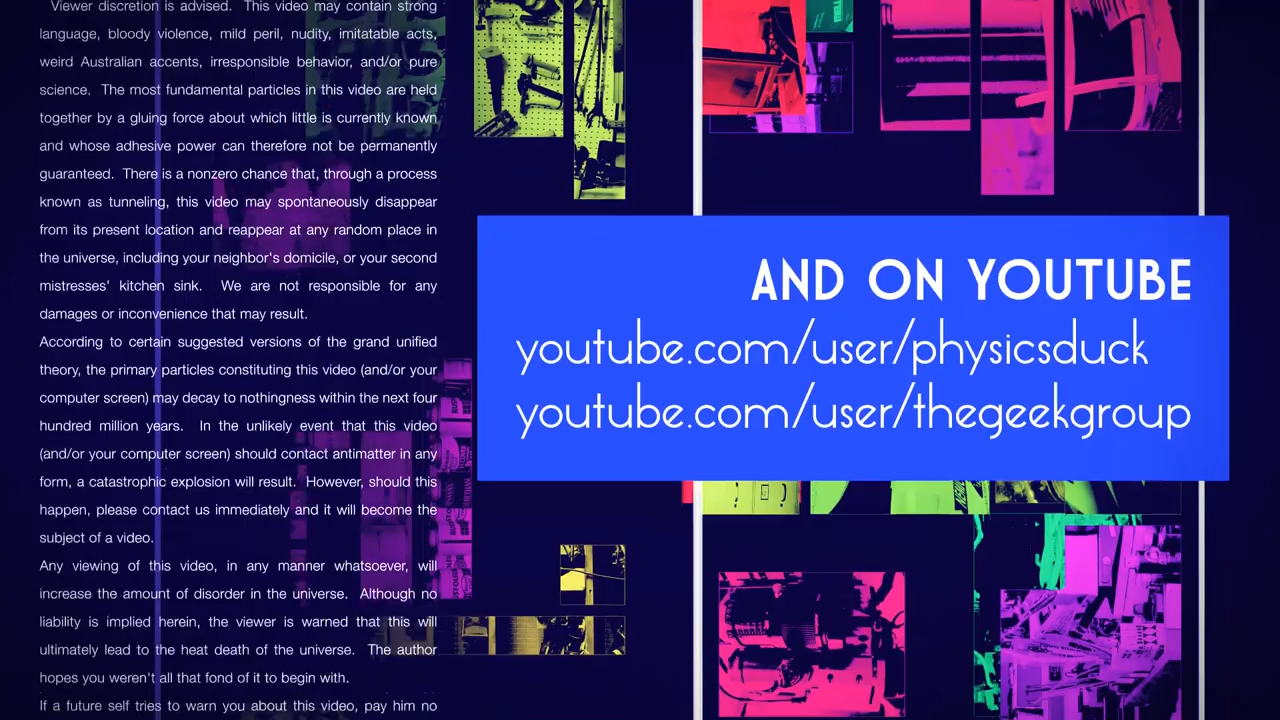 Viewer discretion is advised. This video may contain strong
language, bloody violence, mild peril, nudity, imitatable acts,
weird Australian accents, irresponsible behavior, and/or pure
science. The most fundamental particles in this video are held
together by a gluing force about which little is currently known
and whose adhesive power can therefore not be permanently
guaranteed. There is a nonzero chance that, through a process
known as tunneling, this video may spontaneously disappear
from its present location and reappear at any random place in
the universe, including your neighbor's domicile, or your second
mistresses' kitchen sink. We are not responsible for any
damages or inconvenience that may result.
According to certain suggested versions of the grand unified
theory, the primary particles constituting this video (and/or your
computer screen) may decay to nothingness within the next four
hundred million years. In the unlikely event that this video
(and/or your computer screen) should contact antimatter in any
form, a catastrophic explosion will result. However, should this
happen, please contact us immediately and it will become the
subject of a video.
Any viewing of this video, in any manner whatsoever, will
increase the amount of disorder in the universe. Although no
liability is implied herein, the viewer is warned that this will
ultimately lead to the heat death of the universe. The author
hopes you weren't all that fond of it to begin with.
If a future self tries to warn you about this video, pay him no
AND ON YOUTUBE
youtube.com/user/physicsduck
youtube.com/user/thegeekgroup